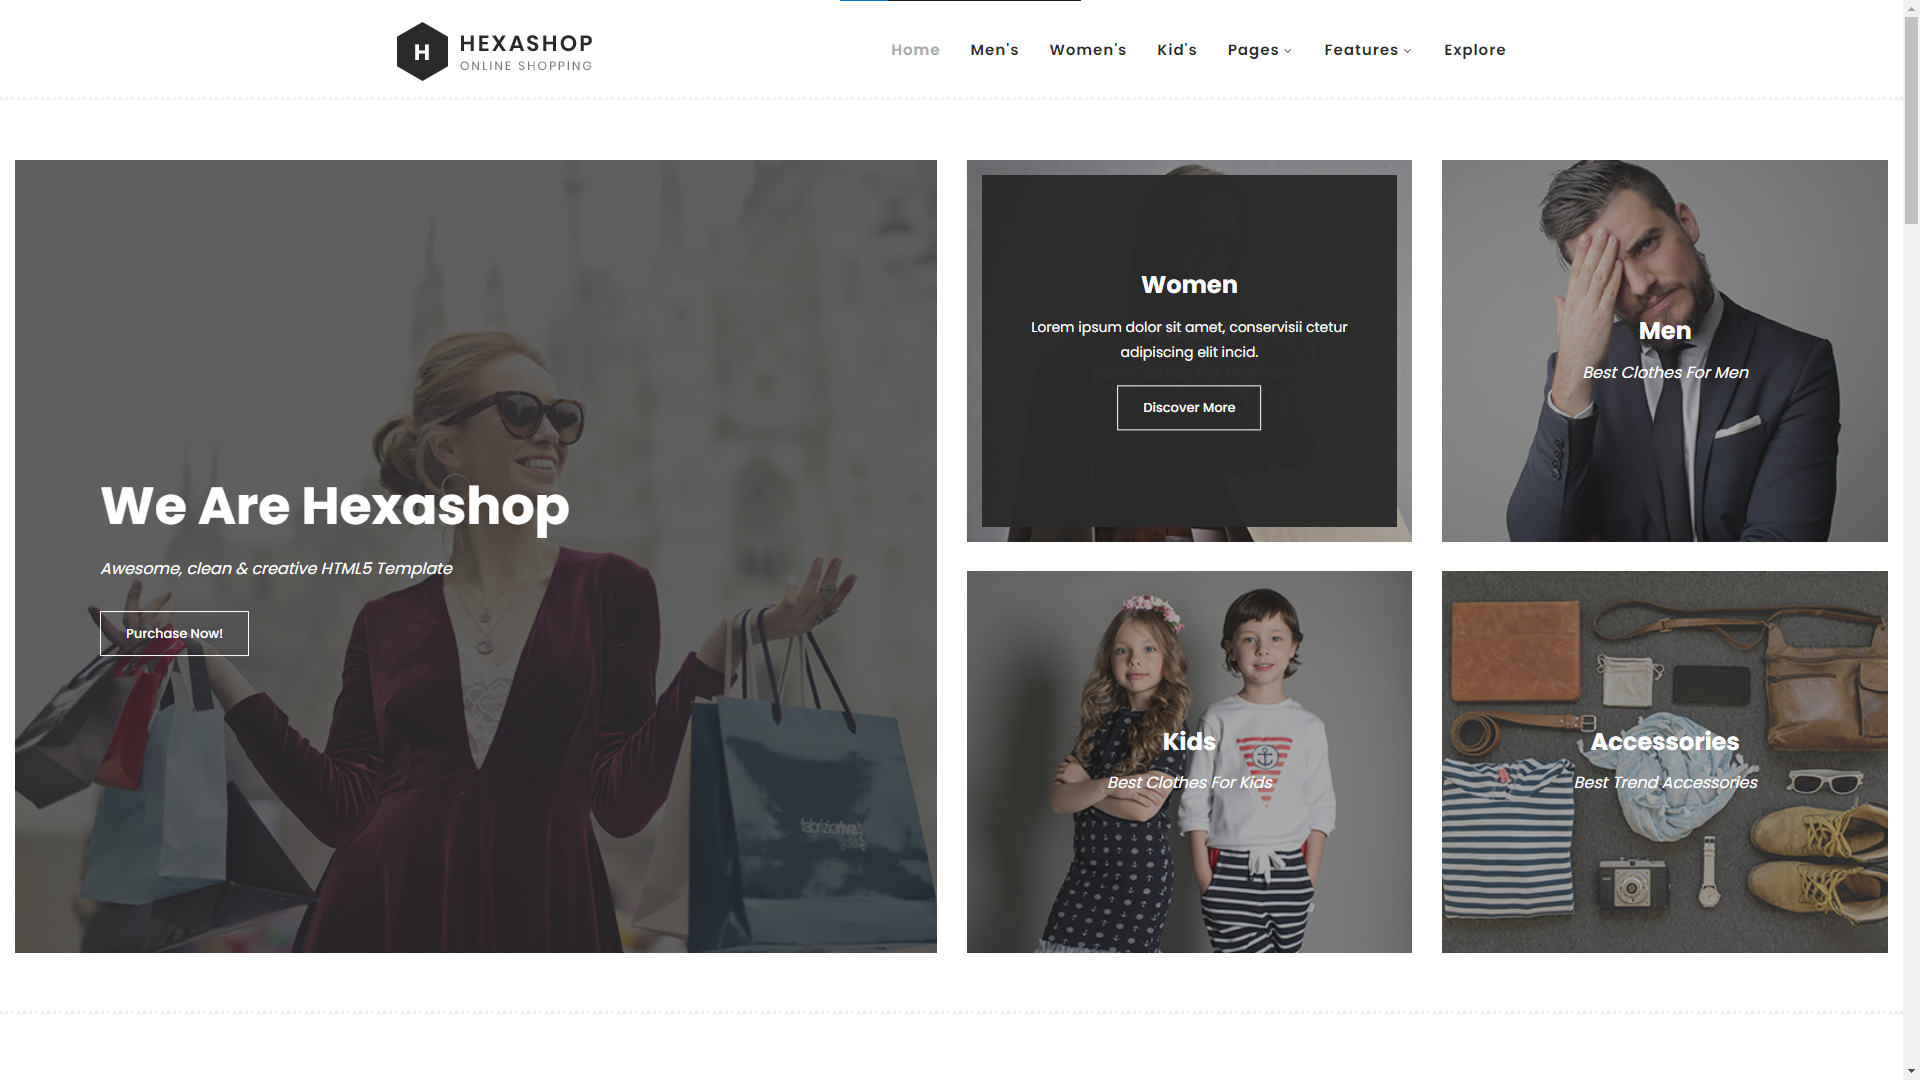 H
HEXASHOP
ONLINE SHOPPING
Home
Men's
Women's
Kid's
Pages
Features
Explore
We Are Hexashop
Awesome, clean & creative HTML5 Template
Purchase Now!
Women
Lorem ipsum dolor sit amet, conservisii ctetur
adipiscing elit incid.
Best Clothes For Women
Discover More
Men
Best Clothes For Men
Kids
Best Clothes For Kids
Accessories
Best Trend Accessories